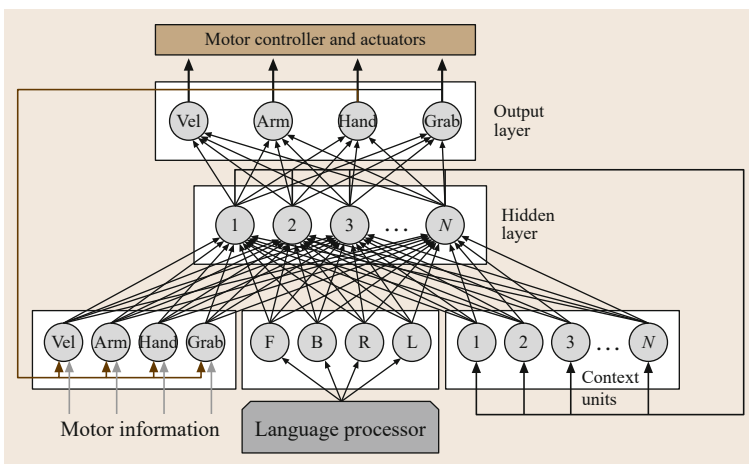 Motor controller and actuators
Vel Arm Hand Grab
Output
layer
1 2 3 ... N
Hidden
layer
Vel Arm Hand Grab F B R L 1 2 3 ... N
Context
units
Motor information
Language processor